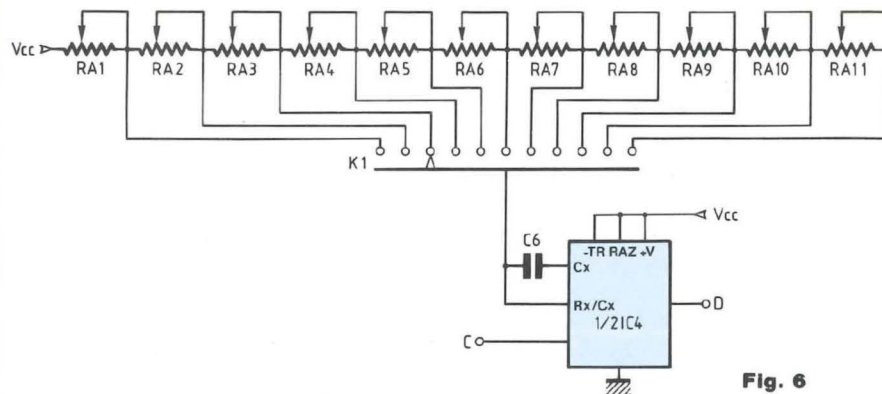 Vcc
RA1 RA2 RA3 RA4 RA5 RA6 RA7 RA8 RA9 RA10 RA11
K1
Vcc
C6
-TR RAZ +V
Cx
Rx/Cx
D
1/2IC4
C
Fig. 6